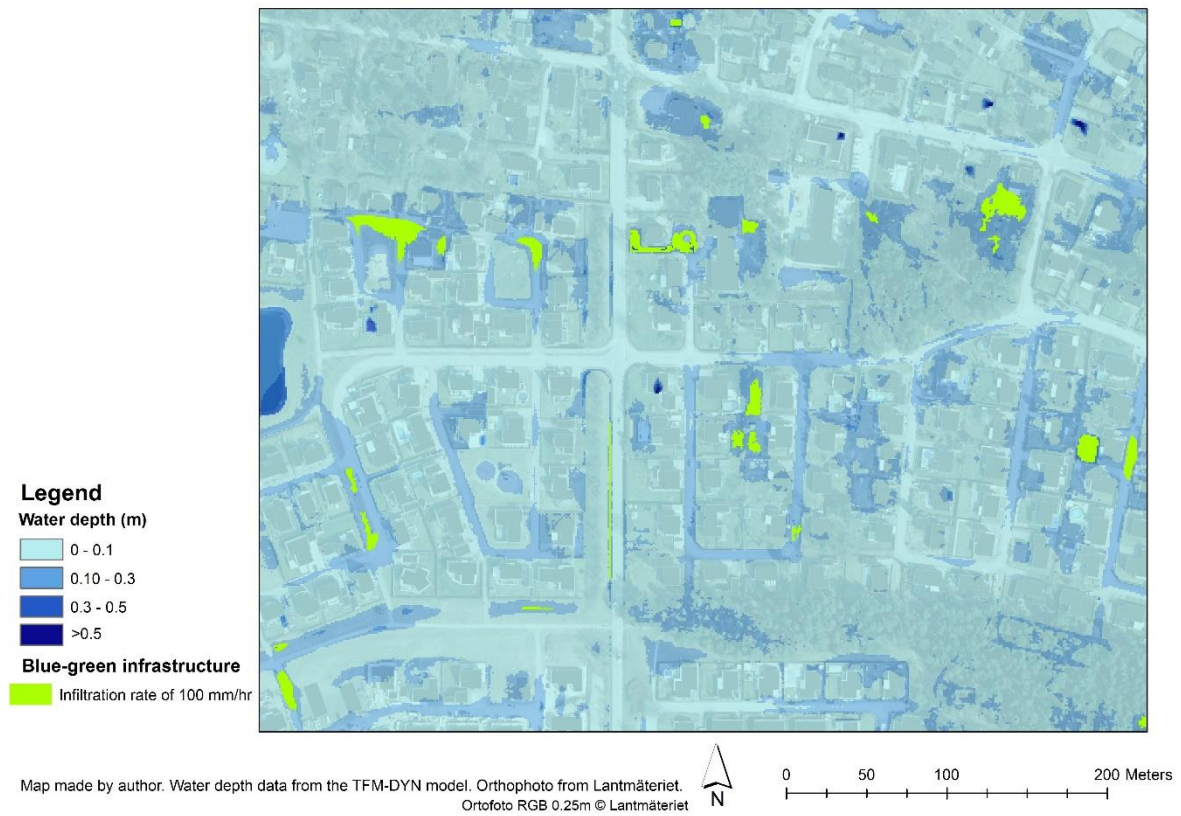 Legend
Water depth (m)
0 - 0.1
0.10 - 0.3
0.3 - 0.5
>0.5
Blue-green infrastructure
Infiltration rate of 100 mm/hr
Map made by author. Water depth data from the TFM-DYN model. Orthophoto from Lantmäteriet.
Ortofoto RGB 0.25m © Lantmäteriet
N
0 50 100 200 Meters